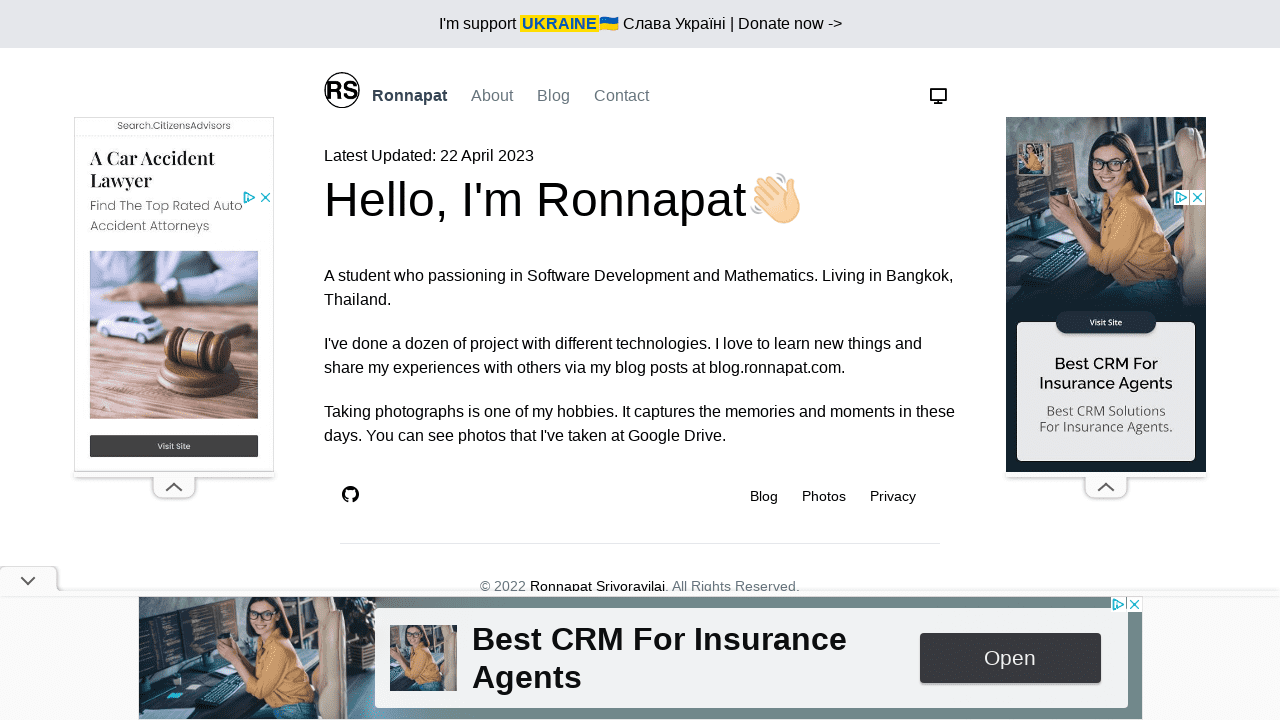 I'm support UKRAINE🇺🇦 Слава Україні | Donate now ->
RS Ronnapat About Blog Contact
Latest Updated: 22 April 2023
Hello, I'm Ronnapat👋🏻
A student who passioning in Software Development and Mathematics. Living in Bangkok,
Thailand.
I've done a dozen of project with different technologies. I love to learn new things and
share my experiences with others via my blog posts at blog.ronnapat.com.
Taking photographs is one of my hobbies. It captures the memories and moments in these
days. You can see photos that I've taken at Google Drive.
Blog Photos Privacy
© 2022 Ronnapat Srivoravilai. All Rights Reserved.
Search.CitizensAdvisors
A Car Accident
Lawyer
Find The Top Rated Auto
Accident Attorneys
Visit Site
Visit Site
Best CRM For
Insurance Agents
Best CRM Solutions
For Insurance Agents.
Best CRM For Insurance
Agents
Open